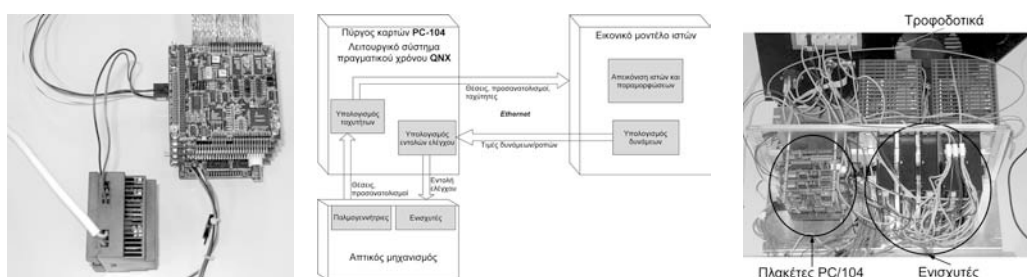 Πύργος καρτών PC-104
Λειτουργικό σύστημα
πραγματικού χρόνου QNX
Υπολογισμός
ταχυτήτων
Υπολογισμός
εντολών ελέγχου
Θέσεις, προσανατολισμοί,
ταχύτητες
Ethernet
Τιμές δυνάμεων/ροπών
Εικονικό μοντέλο ιστών
Απεικόνιση ιστών και
παραμορφώσεων
Υπολογισμός
δυνάμεων
Θέσεις,
προσανατολισμοί
Εντολή
ελέγχου
Παλμογεννήτριες
Ενισχυτές
Απτικός μηχανισμός
Τροφοδοτικά
Πλακέτες PC/104
Ενισχυτές